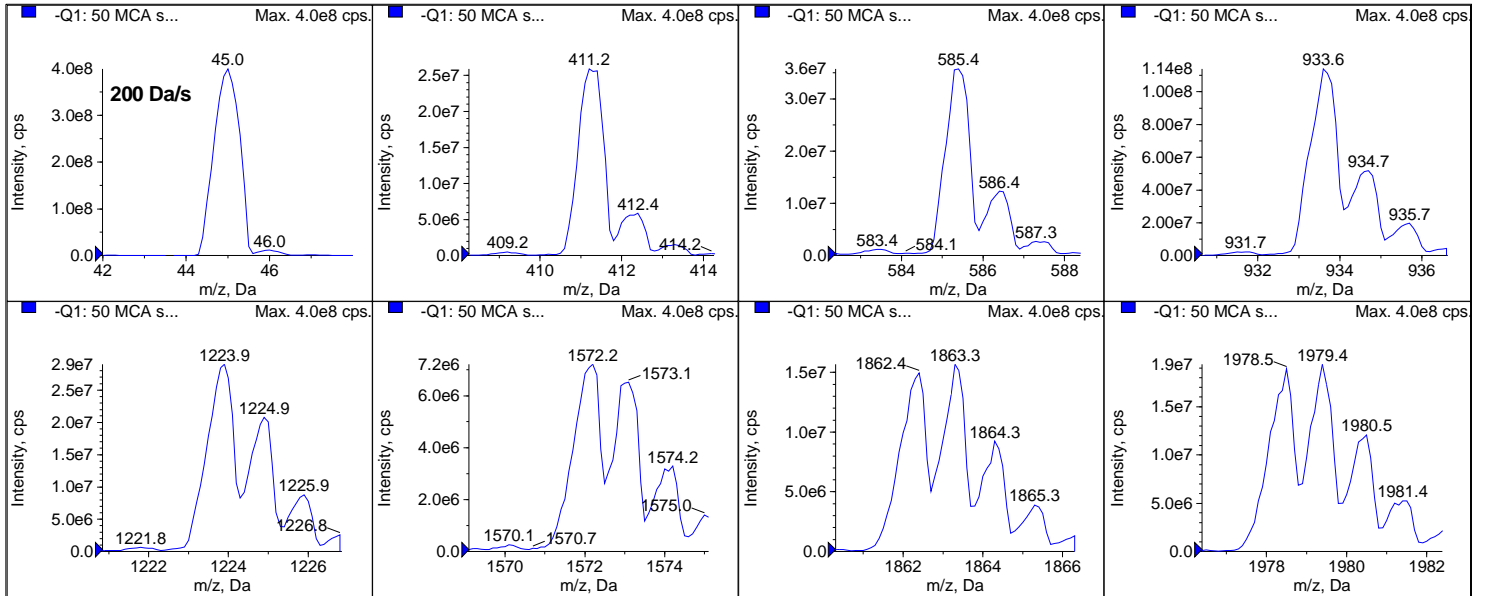 -Q1: 50 MCA s... Max. 4.0e8 cps.
45.0
4.0e8
200 Da/s
3.0e8
2.0e8
1.0e8
46.0
0.0
42 44 46
Intensity, cps
m/z, Da
-Q1: 50 MCA s... Max. 4.0e8 cps.
411.2
2.5e7
2.0e7
1.5e7
1.0e7
412.4
5.0e6
409.2 414.2
0.0
410 412 414
Intensity, cps
m/z, Da
-Q1: 50 MCA s... Max. 4.0e8 cps.
585.4
3.6e7
3.0e7
2.0e7
586.4
1.0e7
583.4 584.1 587.3
0.0
584 586 588
Intensity, cps
m/z, Da
-Q1: 50 MCA s... Max. 4.0e8 cps.
933.6
1.14e8
1.00e8
8.00e7
6.00e7
934.7
4.00e7
935.7
2.00e7
931.7
0.00
932 934 936
Intensity, cps
m/z, Da
-Q1: 50 MCA s... Max. 4.0e8 cps.
1223.9
2.9e7
2.5e7
1224.9
2.0e7
1.5e7
1225.9
1.0e7
5.0e6
1226.8
1221.8
0.0
1222 1224 1226
Intensity, cps
m/z, Da
-Q1: 50 MCA s... Max. 4.0e8 cps.
1572.2
7.2e6
1573.1
6.0e6
4.0e6
1574.2
2.0e6
1575.0
1570.1 1570.7
0.0
1570 1572 1574
Intensity, cps
m/z, Da
-Q1: 50 MCA s... Max. 4.0e8 cps.
1862.4 1863.3
1.5e7
1.0e7
1864.3
5.0e6
1865.3
0.0
1862 1864 1866
Intensity, cps
m/z, Da
-Q1: 50 MCA s... Max. 4.0e8 cps.
1978.5 1979.4
1.9e7
1.5e7
1980.5
1.0e7
1981.4
5.0e6
0.0
1978 1980 1982
Intensity, cps
m/z, Da